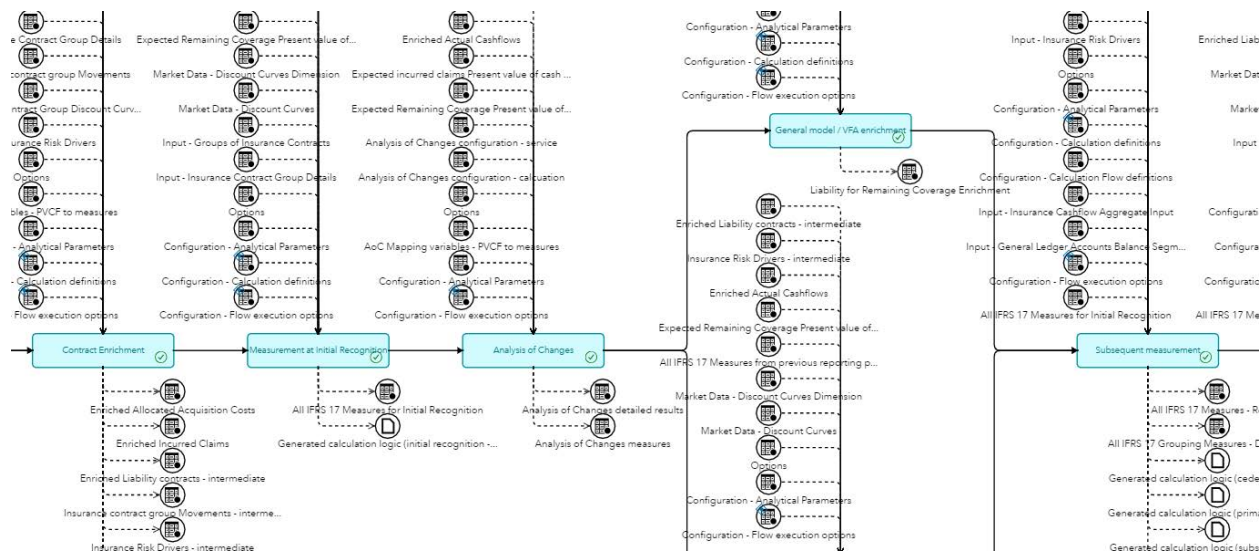 e Contract Group Details
contract group Movements
ntract Group Discount Curv...
urance Risk Drivers
Options
bles - PVCF to measures
- Analytical Parameters
- Calculation definitions
Flow execution options
Contract Enrichment
Enriched Allocated Acquisition Costs
Enriched Incurred Claims
Enriched Liability contracts - intermediate
Insurance contract group Movements - interme...
Insurance Risk Drivers - intermediate
Expected Remaining Coverage Present value of...
Market Data - Discount Curves Dimension
Market Data - Discount Curves
Input - Groups of Insurance Contracts
Input - Insurance Contract Group Details
Options
Configuration - Analytical Parameters
Configuration - Calculation definitions
Configuration - Flow execution options
Measurement at Initial Recognition
All IFRS 17 Measures for Initial Recognition
Generated calculation logic (initial recognition -...
Enriched Actual Cashflows
Expected incurred claims Present value of cash ...
Expected Remaining Coverage Present value of...
Analysis of Changes configuration - service
Analysis of Changes configuration - calcuation
Options
AoC Mapping variables - PVCF to measures
Configuration - Analytical Parameters
Configuration - Flow execution options
Analysis of Changes
Analysis of Changes detailed results
Analysis of Changes measures
Configuration - Analytical Parameters
Configuration - Calculation definitions
Configuration - Flow execution options
General model / VFA enrichment
Liability for Remaining Coverage Enrichment
Enriched Liability contracts - intermediate
Insurance Risk Drivers - intermediate
Enriched Actual Cashflows
Expected Remaining Coverage Present value of...
All IFRS 17 Measures from previous reporting p...
Market Data - Discount Curves Dimension
Market Data - Discount Curves
Options
Configuration - Analytical Parameters
Configuration - Flow execution options
Input - Insurance Risk Drivers
Options
Configuration - Analytical Parameters
Configuration - Calculation definitions
Configuration - Calculation Flow definitions
Input - Insurance Cashflow Aggregate Input
Input - General Ledger Accounts Balance Segm...
Configuration - Flow execution options
All IFRS 17 Measures for Initial Recognition
Subsequent measurement
All IFRS 17 Measures - R
All IFRS 17 Grouping Measures - D
Generated calculation logic (cede
Generated calculation logic (prima
Generated calculation logic (subs
Enriched Liab
Market Dat
Marke
Input
Configurati
Configura
Configuratio
All IFRS 17 Me